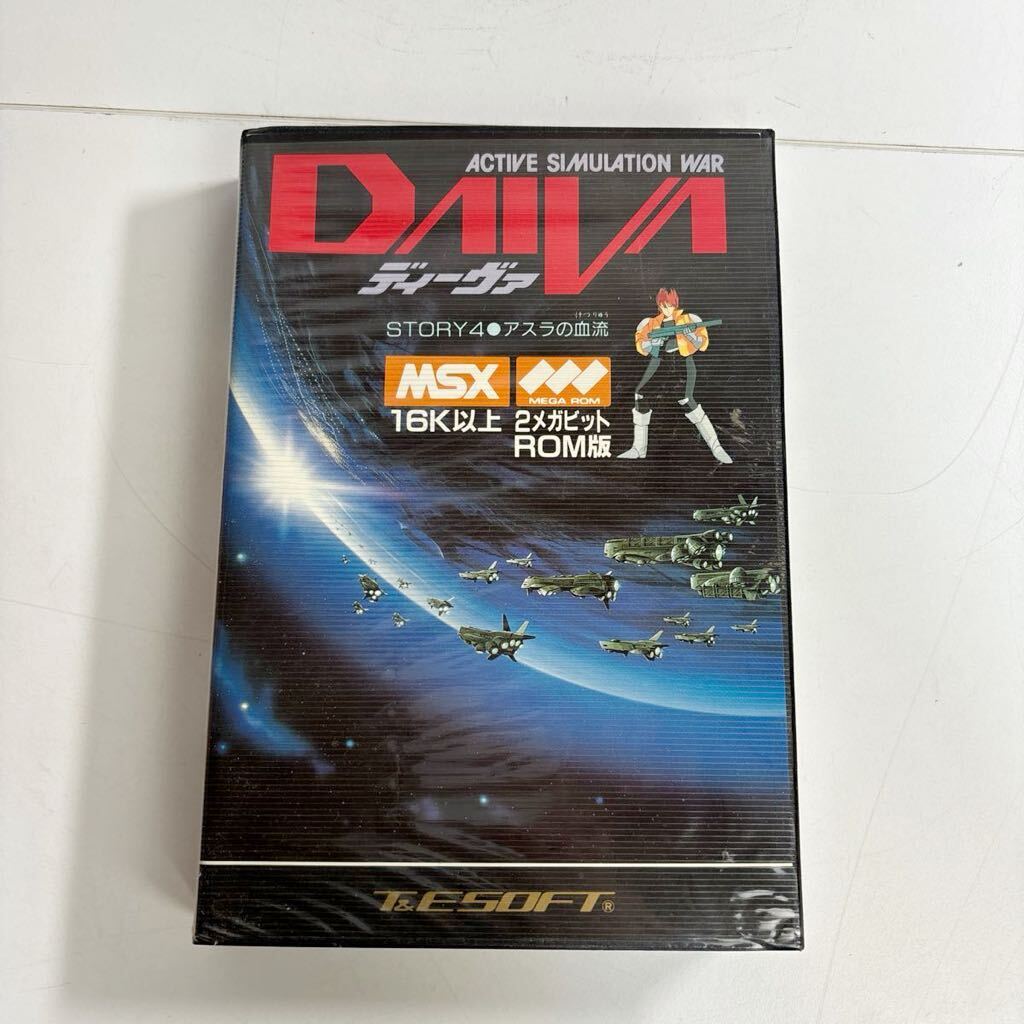 ACTIVE SIMULATION WAR
DAIVA
ディーヴァ
けつりゅう
STORY4●アスラの血流
MSX
MEGA ROM
16K以上
2メガビット
ROM版
T&ESOFT®